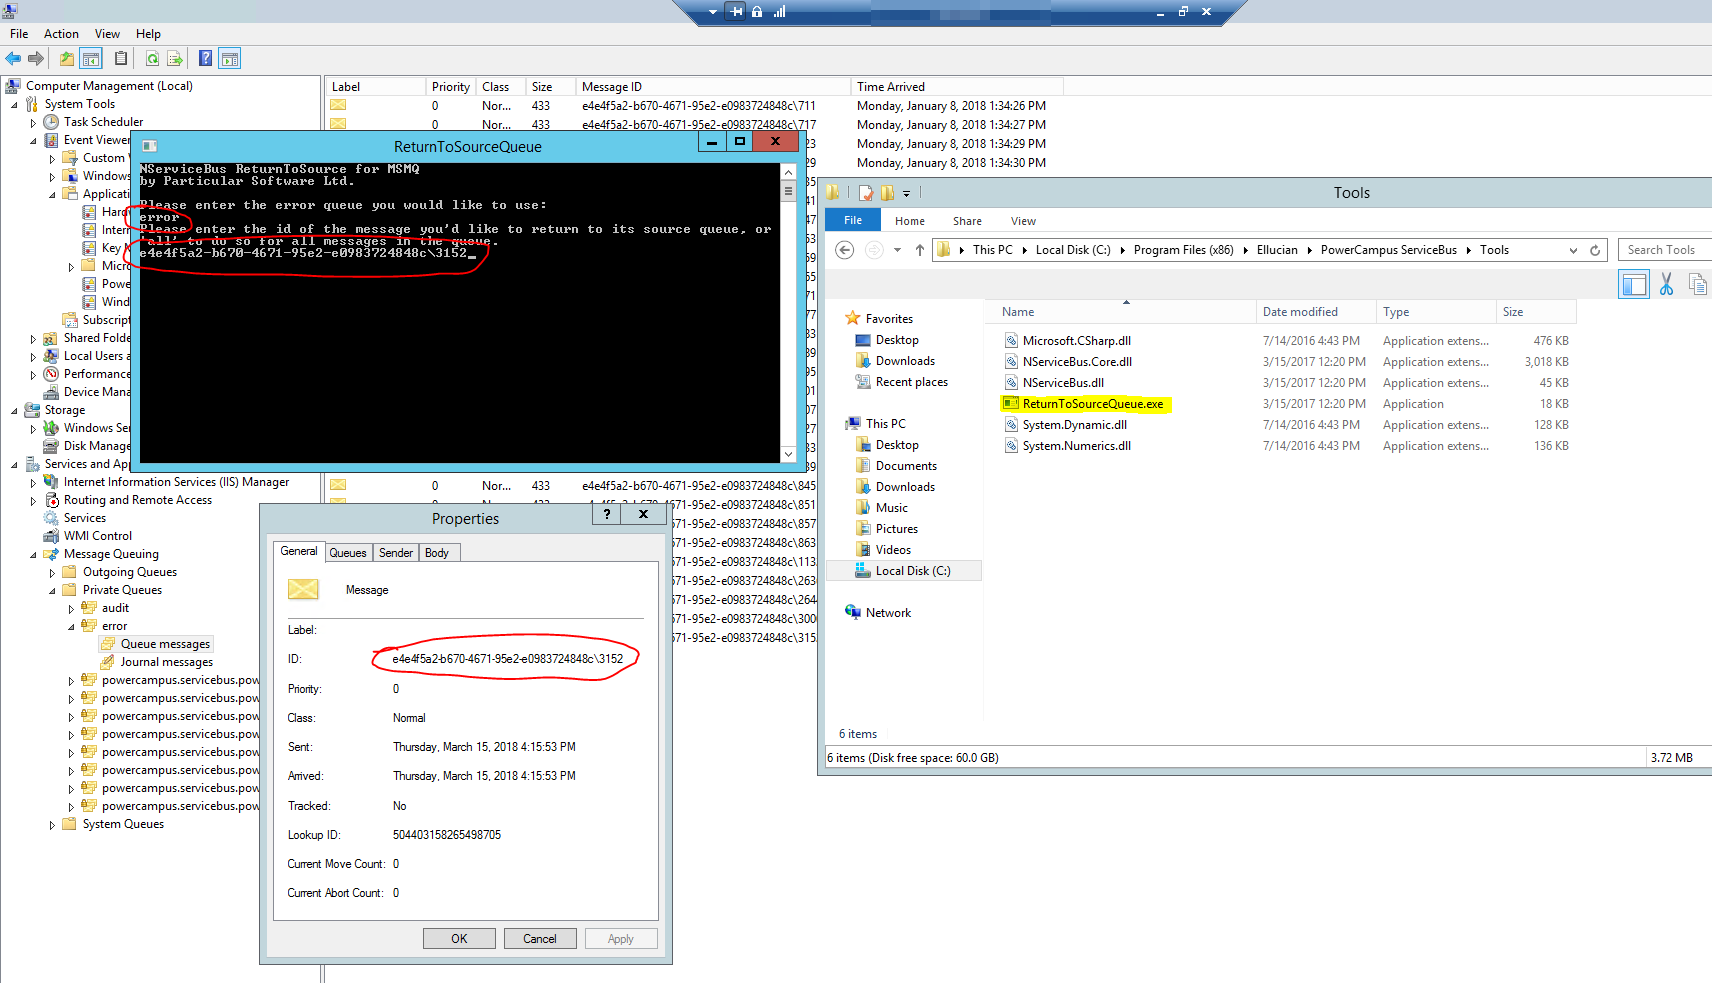 File Action View Help
Computer Management (Local)
System Tools
Task Scheduler
Event Viewer
Custom
Windows
Applicati
Hard
Intern
Key
Micro
Powe
Wind
Subscript
Shared Folde
Local Users a
Performance
Device Mana
Storage
Windows Ser
Disk Manage
Services and App
Internet Information Services (IIS) Manager
Routing and Remote Access
Services
WMI Control
Message Queuing
Outgoing Queues
Private Queues
audit
error
Queue messages
Journal messages
powercampus.servicebus.pow
powercampus.servicebus.pow
powercampus.servicebus.pow
powercampus.servicebus.pow
powercampus.servicebus.pow
powercampus.servicebus.pow
powercampus.servicebus.pow
powercampus.servicebus.pow
System Queues
Label Priority Class Size Message ID Time Arrived
0 Nor... 433 e4e4f5a2-b670-4671-95e2-e0983724848c\711 Monday, January 8, 2018 1:34:26 PM
0 Nor... 433 e4e4f5a2-b670-4671-95e2-e0983724848c\717 Monday, January 8, 2018 1:34:27 PM
23 Monday, January 8, 2018 1:34:29 PM
29 Monday, January 8, 2018 1:34:30 PM
0 Nor... 433 e4e4f5a2-b670-4671-95e2-e0983724848c\845
671-95e2-e0983724848c\851
671-95e2-e0983724848c\857
671-95e2-e0983724848c\863
671-95e2-e0983724848c\113
671-95e2-e0983724848c\263
671-95e2-e0983724848c\264
671-95e2-e0983724848c\300
671-95e2-e0983724848c\315
ReturnToSourceQueue
NServiceBus ReturnToSource for MSMQ
by Particular Software Ltd.
Please enter the error queue you would like to use:
error
Please enter the id of the message you'd like to return to its source queue, or
'all' to do so for all messages in the queue.
e4e4f5a2-b670-4671-95e2-e0983724848c\3152_
Properties ? X
General Queues Sender Body
Message
Label:
ID: e4e4f5a2-b670-4671-95e2-e0983724848c\3152
Priority: 0
Class: Normal
Sent: Thursday, March 15, 2018 4:15:53 PM
Arrived: Thursday, March 15, 2018 4:15:53 PM
Tracked: No
Lookup ID: 504403158265498705
Current Move Count: 0
Current Abort Count: 0
OK Cancel Apply
Tools
File Home Share View
This PC Local Disk (C:) Program Files (x86) Ellucian PowerCampus ServiceBus Tools Search Tools
Favorites
Desktop
Downloads
Recent places
This PC
Desktop
Documents
Downloads
Music
Pictures
Videos
Local Disk (C:)
Network
Name Date modified Type Size
Microsoft.CSharp.dll 7/14/2016 4:43 PM Application extens... 476 KB
NServiceBus.Core.dll 3/15/2017 12:20 PM Application extens... 3,018 KB
NServiceBus.dll 3/15/2017 12:20 PM Application extens... 45 KB
ReturnToSourceQueue.exe 3/15/2017 12:20 PM Application 18 KB
System.Dynamic.dll 7/14/2016 4:43 PM Application extens... 128 KB
System.Numerics.dll 7/14/2016 4:43 PM Application extens... 136 KB
6 items
6 items (Disk free space: 60.0 GB) 3.72 MB